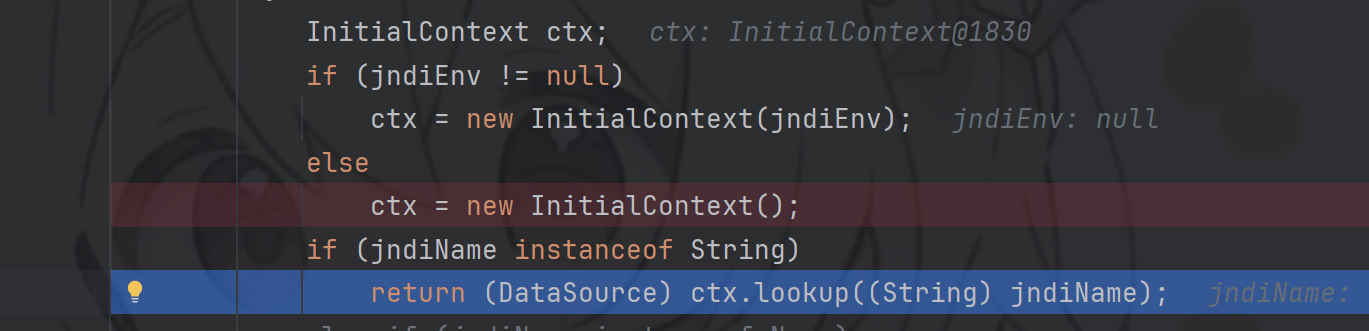 InitialContext ctx;   ctx: InitialContext@1830
if (jndiEnv != null)
ctx = new InitialContext(jndiEnv);   jndiEnv: null
else
ctx = new InitialContext();
if (jndiName instanceof String)
return (DataSource) ctx.lookup((String) jndiName);   jndiName: